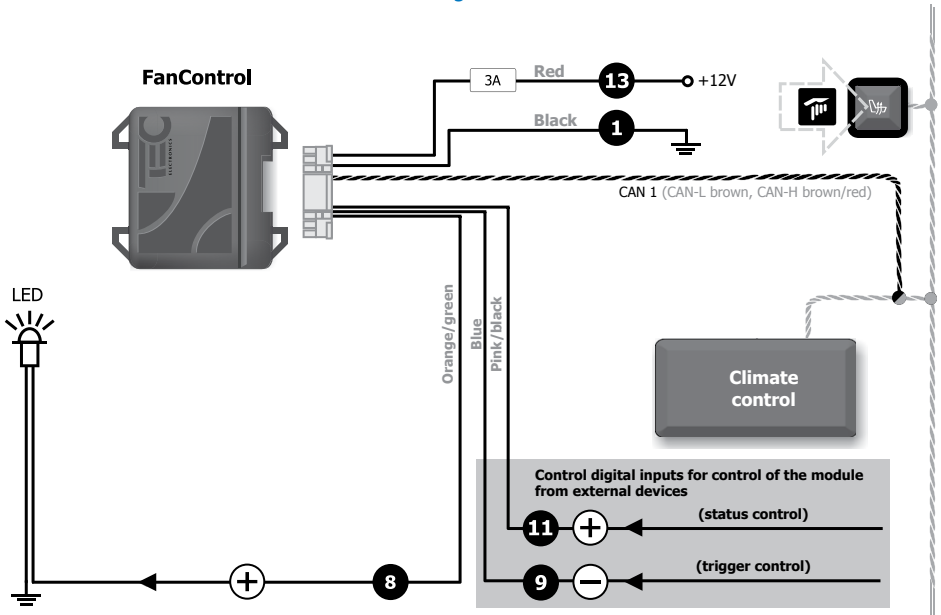 FanControl
TEC
ELECTRONICS
3A
Red
13
+12V
Black
1
CAN 1 (CAN-L brown, CAN-H brown/red)
LED
Orange/green
Blue
Pink/black
Climate
control
Control digital inputs for control of the module
from external devices
11
(status control)
8
9
(trigger control)